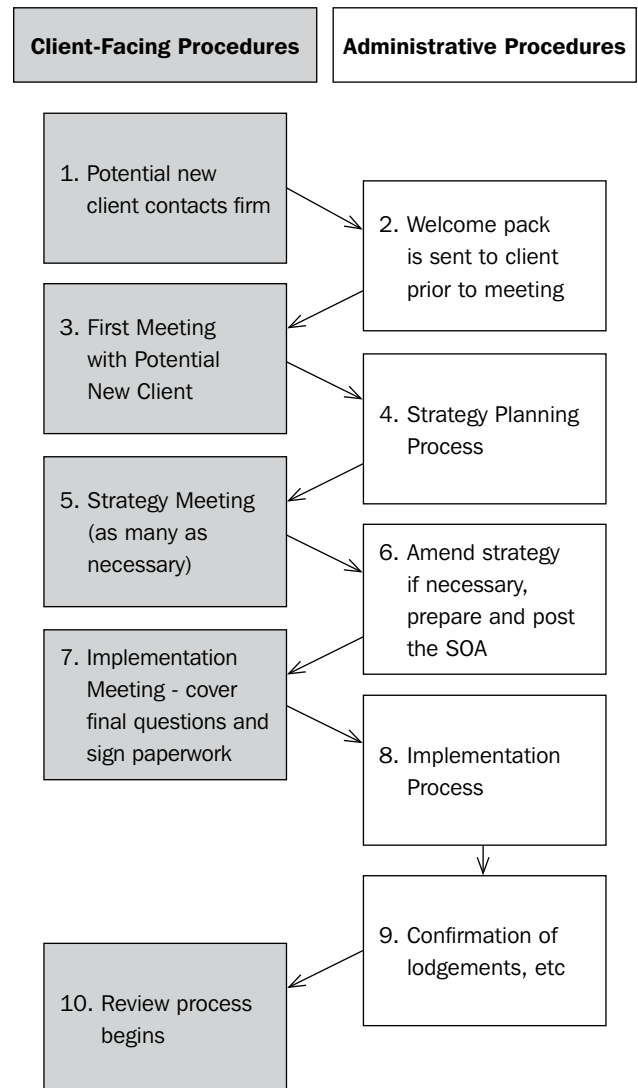 Client-Facing Procedures
Administrative Procedures
1. Potential new
client contacts firm
2. Welcome pack
is sent to client
prior to meeting
3. First Meeting
with Potential
New Client
4. Strategy Planning
Process
5. Strategy Meeting
(as many as
necessary)
6. Amend strategy
if necessary,
prepare and post
the SOA
7. Implementation
Meeting - cover
final questions and
sign paperwork
8. Implementation
Process
9. Confirmation of
lodgements, etc
10. Review process
begins